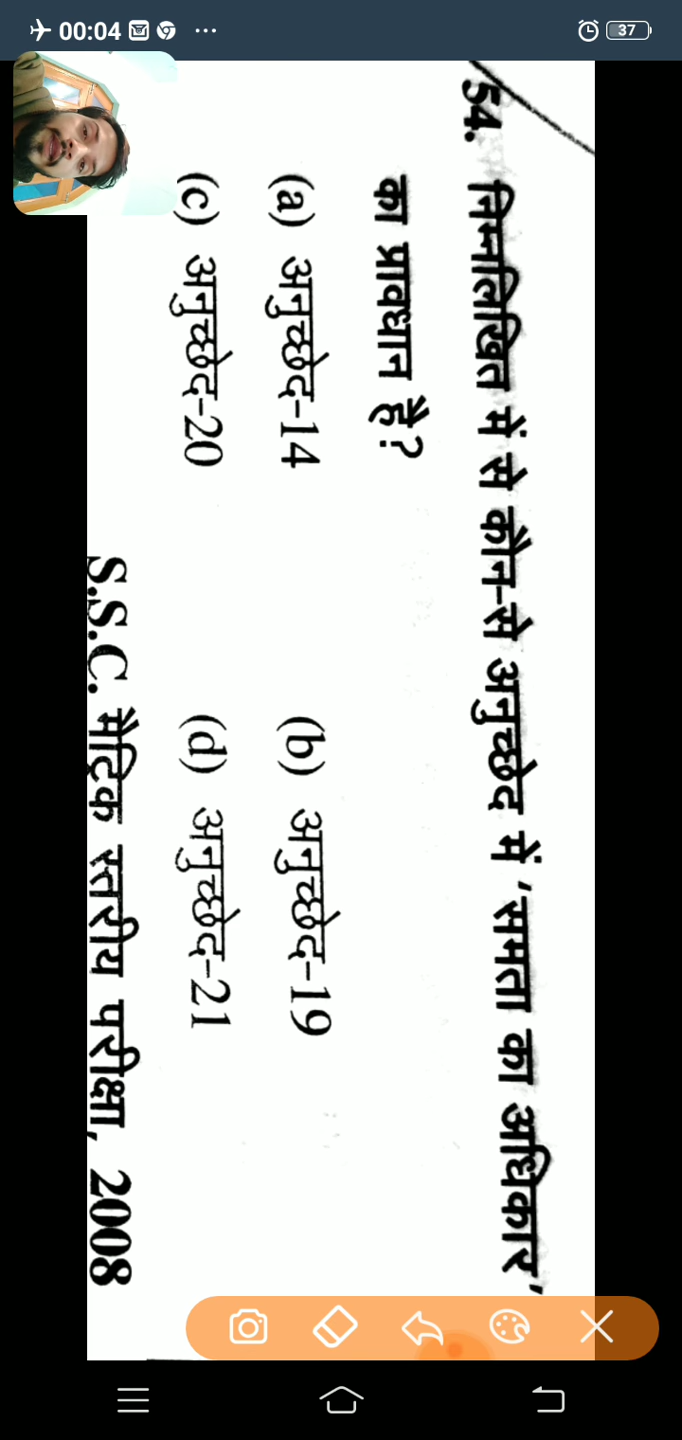 00:04
37
54. निम्नलिखित में से कौन-से अनुच्छेद में 'समता का अधिकार'
का प्रावधान है?
(a) अनुच्छेद-14 (b) अनुच्छेद-19
(c) अनुच्छेद-20 (d) अनुच्छेद-21
S.S.C. मैट्रिक स्तरीय परीक्षा, 2008